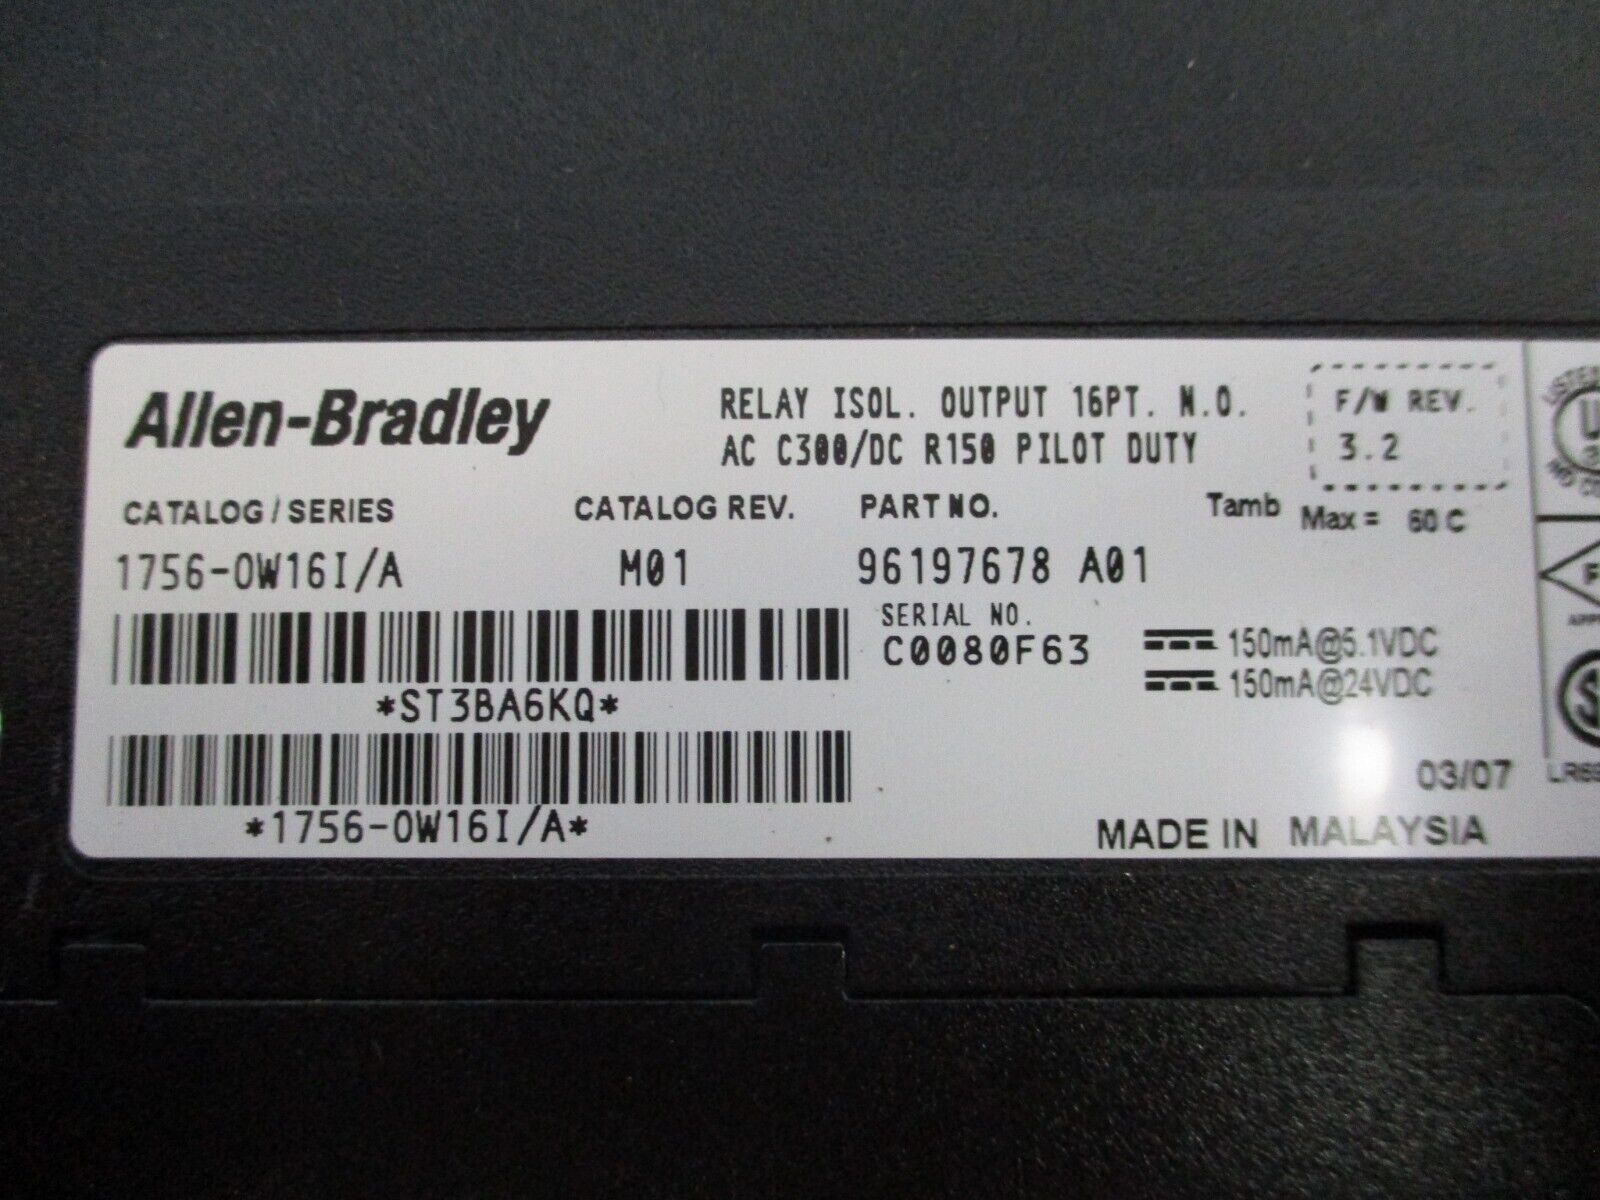 Allen-Bradley
RELAY ISOL. OUTPUT 16PT. N.O.
AC C300/DC R150 PILOT DUTY
F/W REV.
3.2
CATALOG / SERIES
CATALOG REV.
PART NO.
Tamb Max = 60 C
1756-OW16I/A
M01
96197678 A01
SERIAL NO.
C0080F63
150mA@5.1VDC
150mA@24VDC
*ST3BA6KQ*
*1756-OW16I/A*
03/07
MADE IN MALAYSIA
LISTED